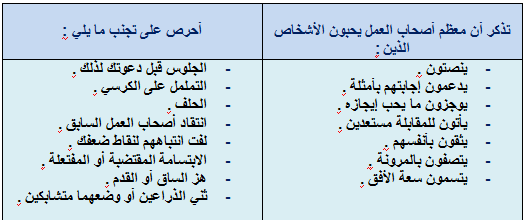 تذكر أن معظم أصحاب العمل يحبون الأشخاص
الذين :
- ينصتون .
- يدعمون إجابتهم بأمثلة .
- يوجزون ما يحب إيجازه .
- يأتون للمقابلة مستعدين .
- يثقون بأنفسهم .
- يتصفون بالمرونة .
- يتسمون سعة الأفق .
أحرص على تجنب ما يلي :
- الجلوس قبل دعوتك لذلك .
- التململ على الكرسي .
- الحلف .
- انتقاد أصحاب العمل السابق .
- لفت انتباههم لنقاط ضعفك .
- الابتسامة المقتضبة أو المفتعلة .
- هز الساق أو القدم .
- ثني الذراعين أو وضعهما متشابكين .